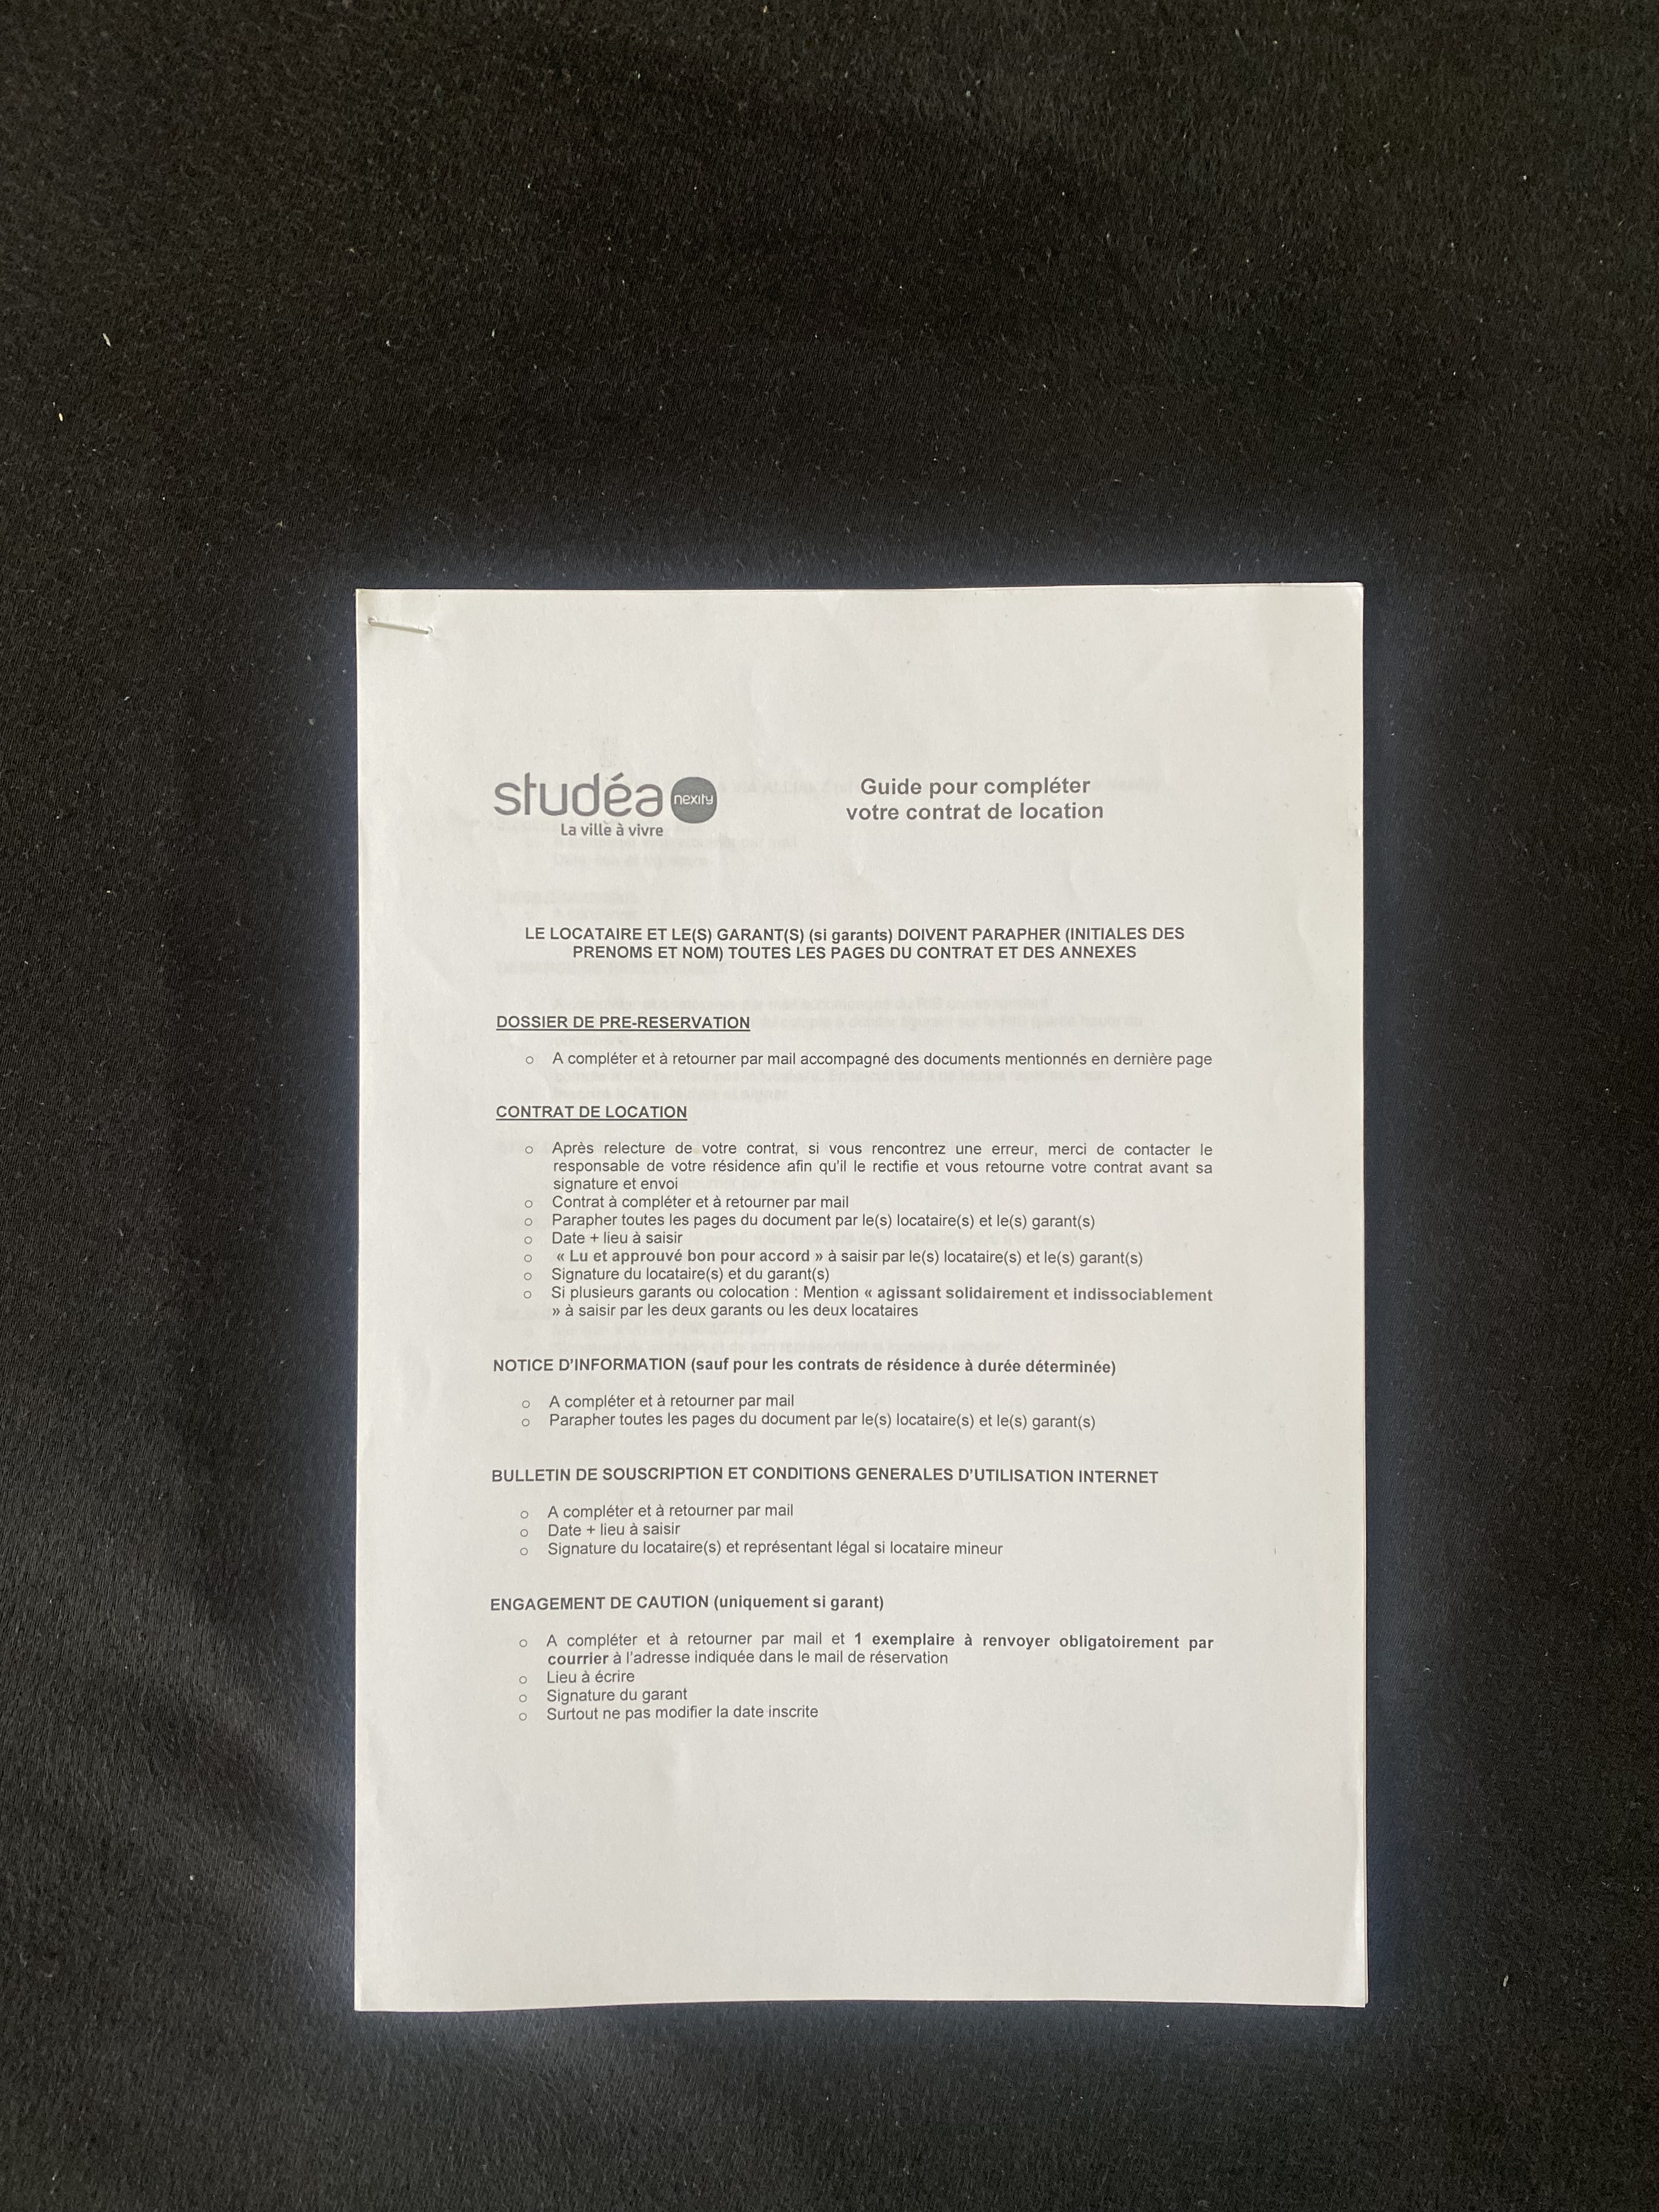 studéa nexity
La ville à vivre
Guide pour compléter
votre contrat de location
LE LOCATAIRE ET LE(S) GARANT(S) (si garants) DOIVENT PARAPHER (INITIALES DES
PRENOMS ET NOM) TOUTES LES PAGES DU CONTRAT ET DES ANNEXES
DOSSIER DE PRE-RESERVATION
o A compléter et à retourner par mail accompagné des documents mentionnés en dernière page
CONTRAT DE LOCATION
o Après relecture de votre contrat, si vous rencontrez une erreur, merci de contacter le
responsable de votre résidence afin qu'il le rectifie et vous retourne votre contrat avant sa
signature et envoi
o Contrat à compléter et à retourner par mail
o Parapher toutes les pages du document par le(s) locataire(s) et le(s) garant(s)
o Date + lieu à saisir
o « Lu et approuvé bon pour accord » à saisir par le(s) locataire(s) et le(s) garant(s)
o Signature du locataire(s) et du garant(s)
o Si plusieurs garants ou colocation : Mention « agissant solidairement et indissociablement
» à saisir par les deux garants ou les deux locataires
NOTICE D'INFORMATION (sauf pour les contrats de résidence à durée déterminée)
o A compléter et à retourner par mail
o Parapher toutes les pages du document par le(s) locataire(s) et le(s) garant(s)
BULLETIN DE SOUSCRIPTION ET CONDITIONS GENERALES D'UTILISATION INTERNET
o A compléter et à retourner par mail
o Date + lieu à saisir
o Signature du locataire(s) et représentant légal si locataire mineur
ENGAGEMENT DE CAUTION (uniquement si garant)
o A compléter et à retourner par mail et 1 exemplaire à renvoyer obligatoirement par
courrier à l'adresse indiquée dans le mail de réservation
o Lieu à écrire
o Signature du garant
o Surtout ne pas modifier la date inscrite